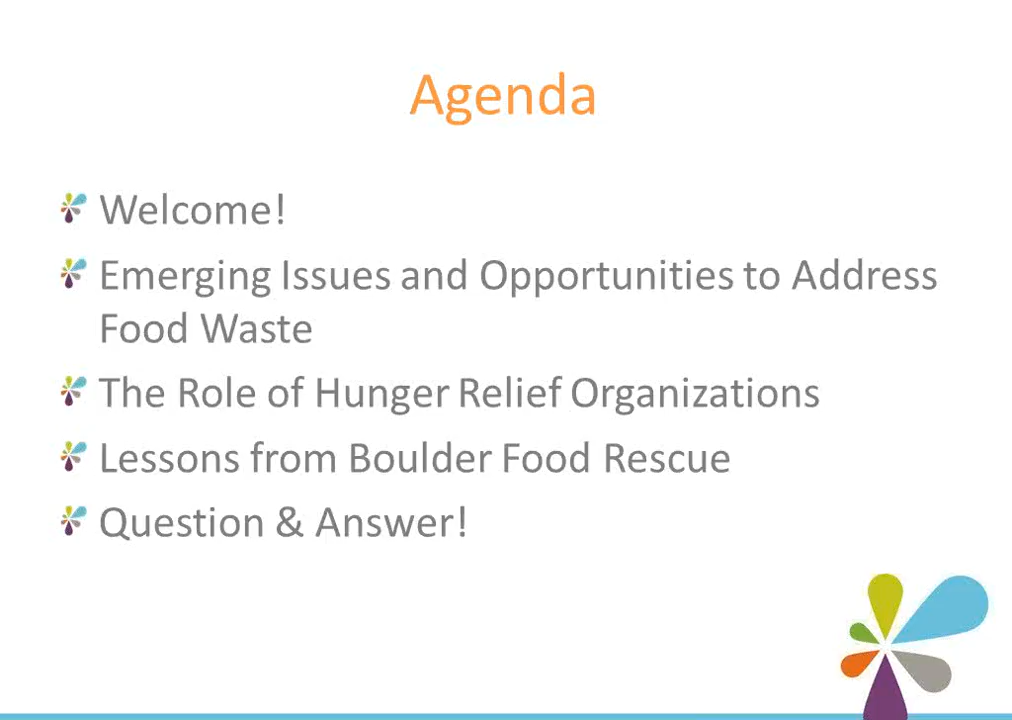 Agenda
Welcome!
Emerging Issues and Opportunities to Address
Food Waste
The Role of Hunger Relief Organizations
Lessons from Boulder Food Rescue
Question & Answer!